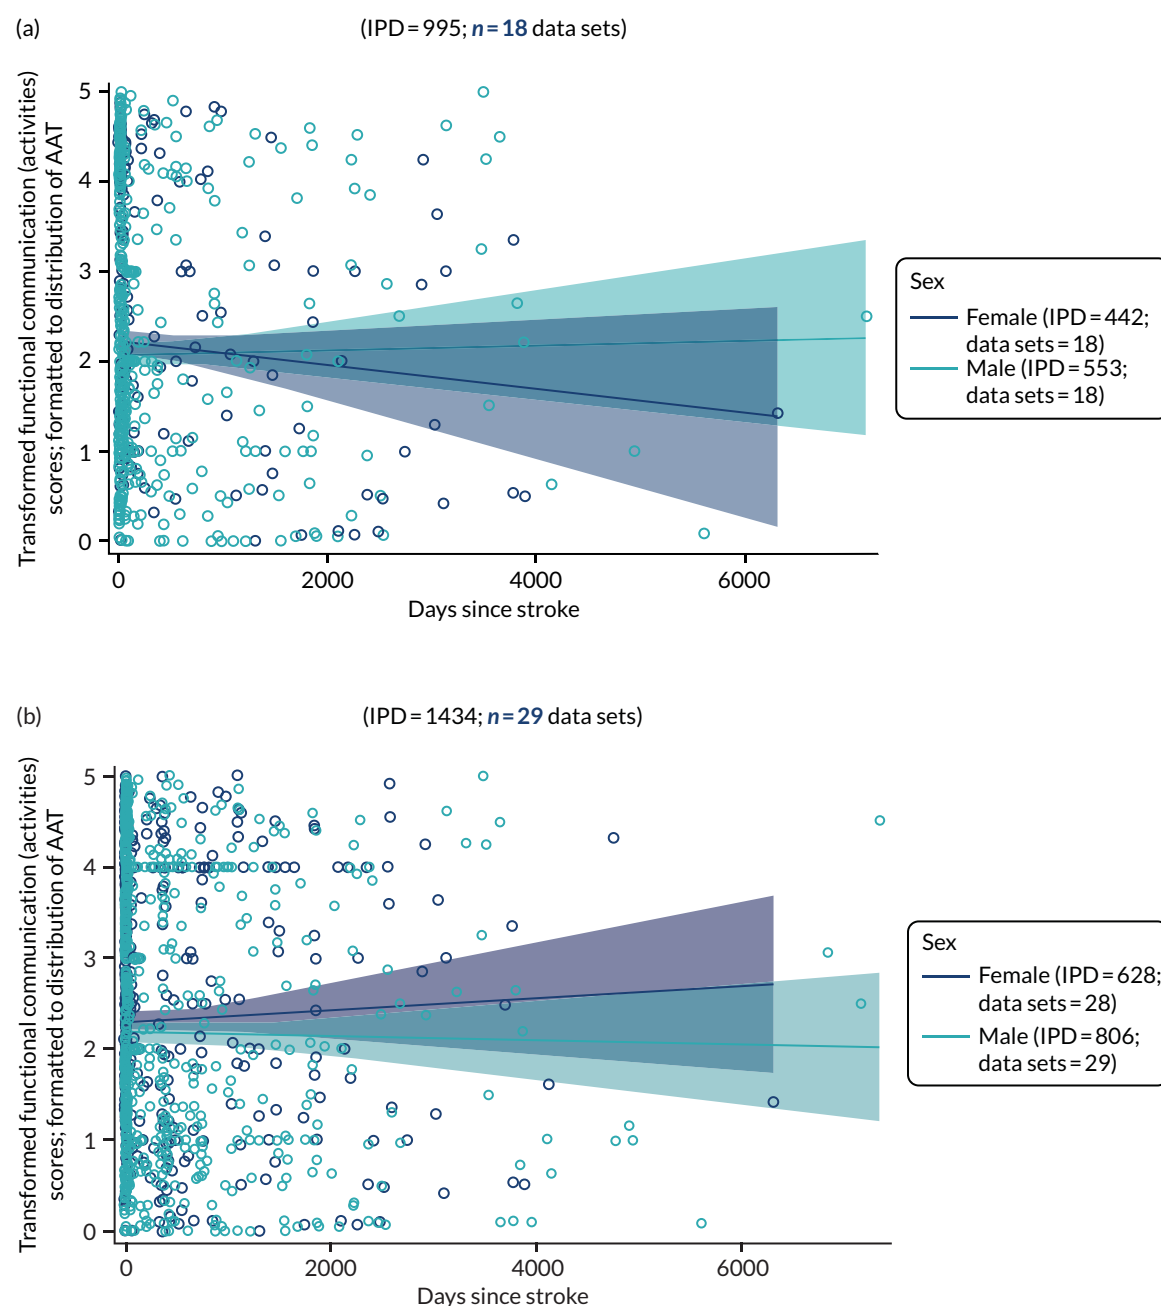 (a)
(IPD = 995; n = 18 data sets)
Transformed functional communication (activities)
scores; formatted to distribution of AAT
5
4
3
2
1
0
0 2000 4000 6000
Days since stroke
Sex
Female (IPD = 442;
data sets = 18)
Male (IPD = 553;
data sets = 18)
(b)
(IPD = 1434; n = 29 data sets)
Transformed functional communication (activities)
scores; formatted to distribution of AAT
5
4
3
2
1
0
0 2000 4000 6000
Days since stroke
Sex
Female (IPD = 628;
data sets = 28)
Male (IPD = 806;
data sets = 29)